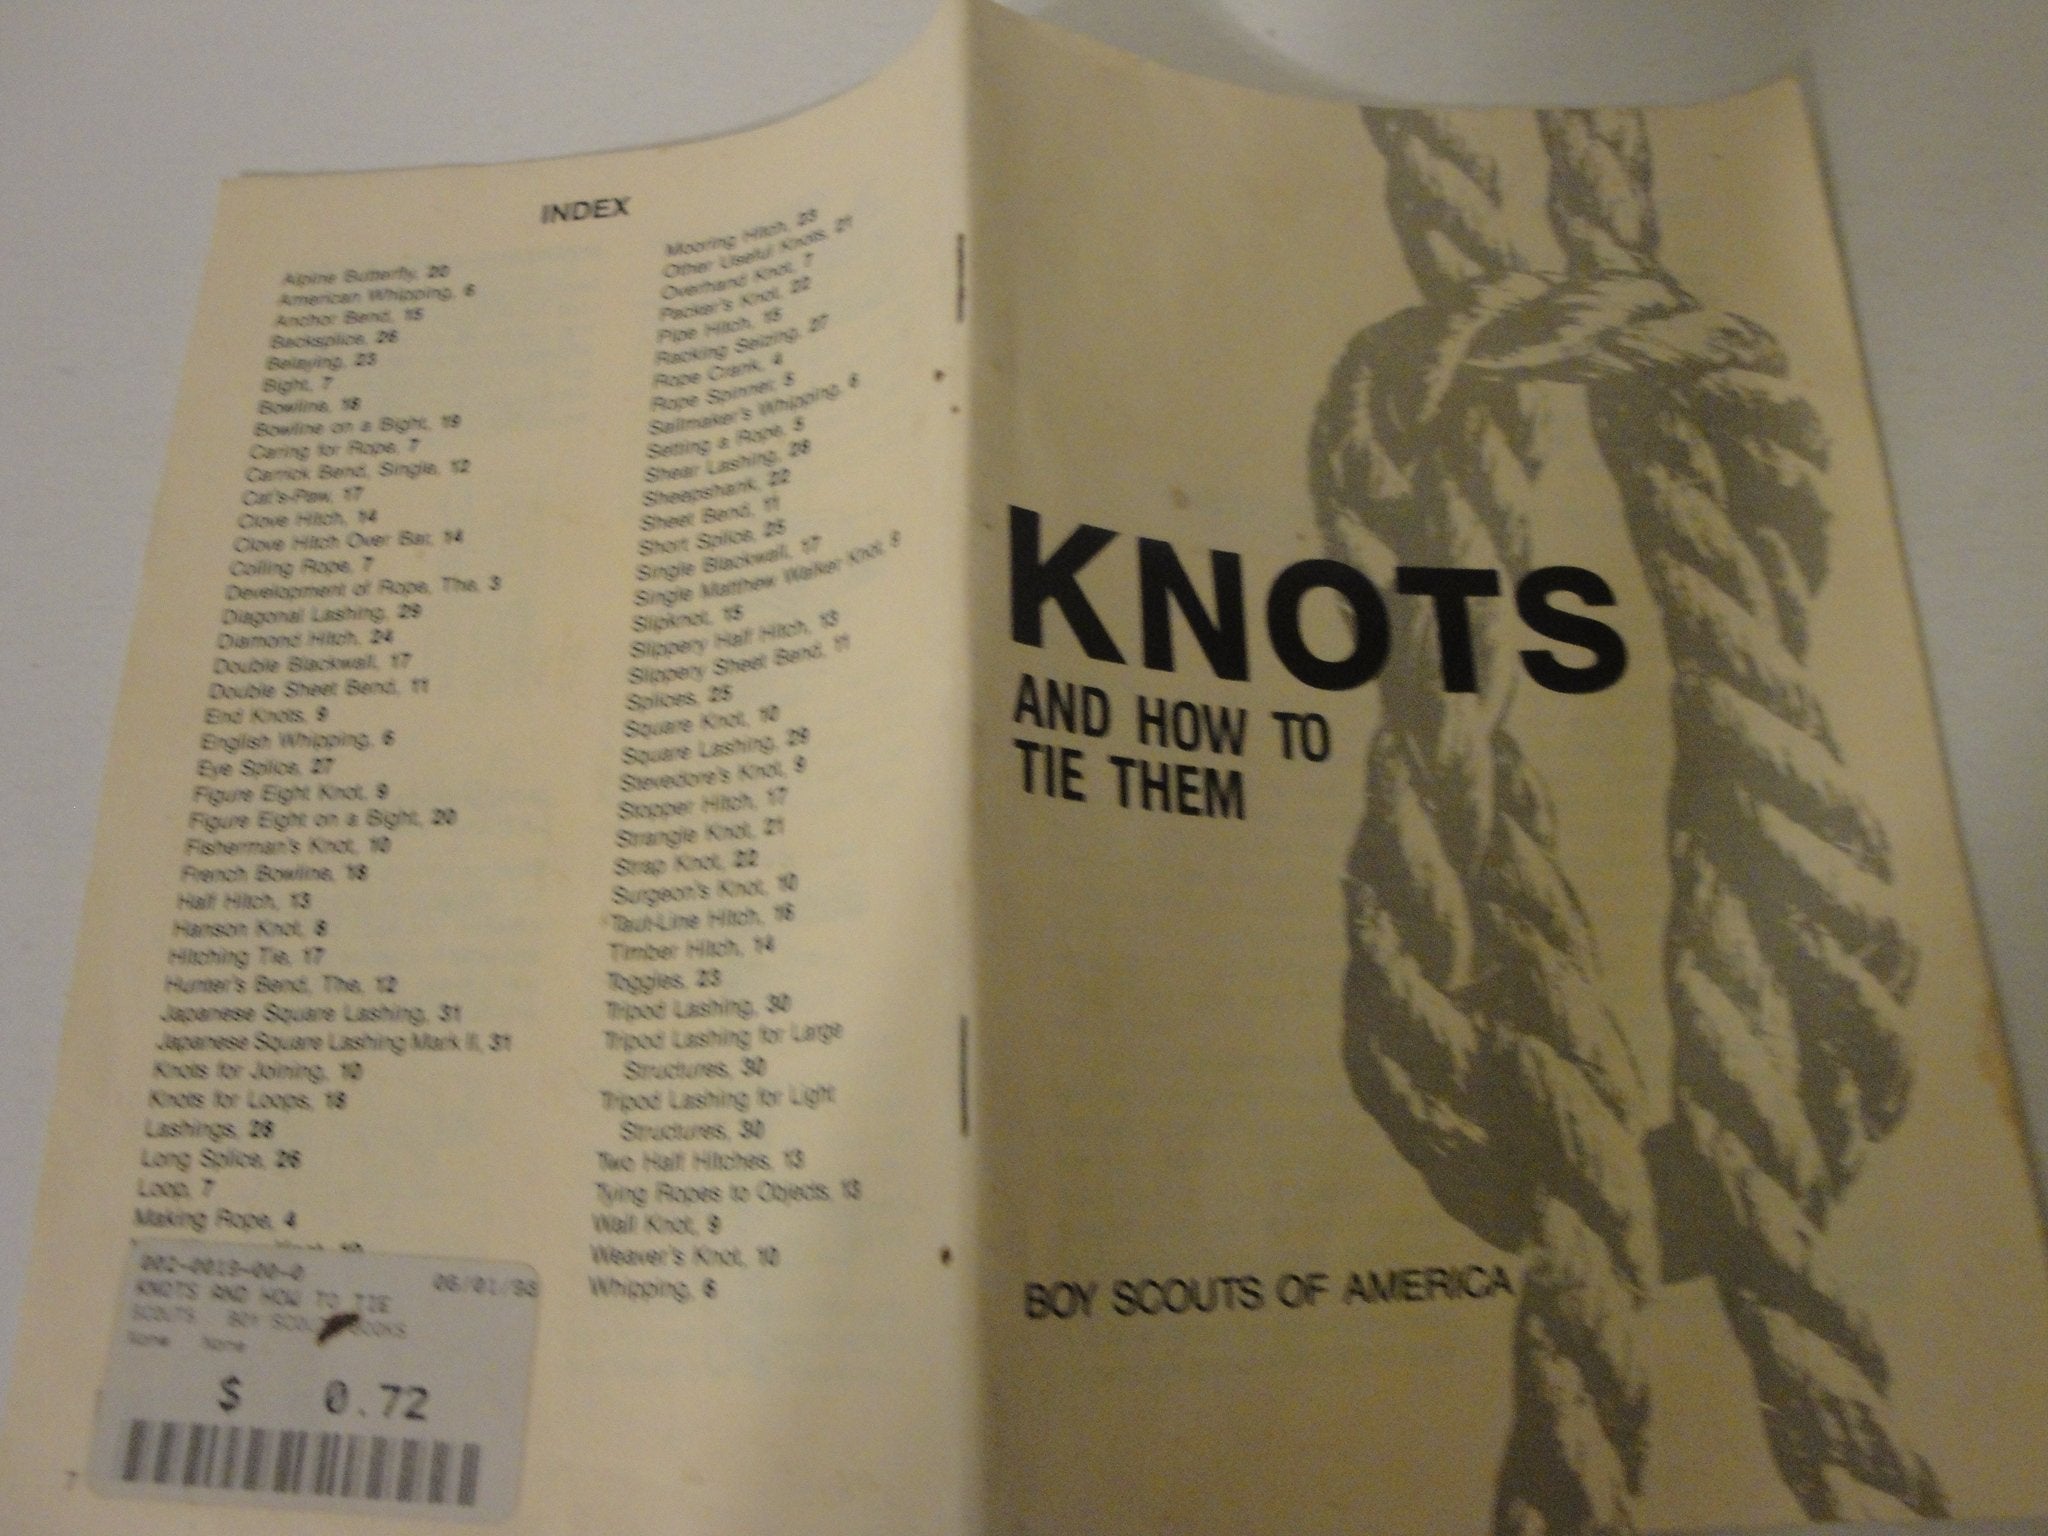 INDEX
Alpine Butterfly, 20
American Whipping, 6
Anchor Bend, 15
Backsplice, 26
Belaying, 23
Bight, 7
Bowline, 18
Bowline on a Bight, 19
Caring for Rope, 7
Carrick Bend, Single, 12
Cat's-Paw, 17
Clove Hitch, 14
Clove Hitch Over Bar, 14
Coiling Rope, 7
Development of Rope, The, 3
Diagonal Lashing, 29
Diamond Hitch, 24
Double Blackwall, 17
Double Sheet Bend, 11
End Knots, 9
English Whipping, 6
Eye Splice, 27
Figure Eight Knot, 9
Figure Eight on a Bight, 20
Fisherman's Knot, 10
French Bowline, 18
Half Hitch, 13
Hanson Knot, 8
Hitching Tie, 17
Hunter's Bend, The, 12
Japanese Square Lashing, 31
Japanese Square Lashing Mark II, 31
Knots for Joining, 10
Knots for Loops, 18
Lashings, 28
Long Splice, 26
Loop, 7
Making Rope, 4
Mooring Hitch, 23
Other Useful Knots, 21
Overhand Knot, 7
Packer's Knot, 22
Pipe Hitch, 15
Racking Seizing, 27
Rope Crank, 4
Rope Spinner, 5
Sailmaker's Whipping, 6
Setting a Rope, 5
Shear Lashing, 28
Sheepshank, 22
Sheet Bend, 11
Short Splice, 25
Single Blackwall, 17
Single Matthew Walker Knot, 8
Slipknot, 15
Slippery Half Hitch, 13
Slippery Sheet Bend, 11
Splices, 25
Square Knot, 10
Square Lashing, 29
Stevedore's Knot, 9
Stopper Hitch, 17
Strangle Knot, 21
Strap Knot, 22
Surgeon's Knot, 10
Taut-Line Hitch, 16
Timber Hitch, 14
Toggles, 23
Tripod Lashing, 30
Tripod Lashing for Large
Structures, 30
Tripod Lashing for Light
Structures, 30
Two Half Hitches, 13
Tying Ropes to Objects, 13
Wall Knot, 9
Weaver's Knot, 10
Whipping, 6
002-0019-00-0
06/01/98
KNOTS AND HOW TO TIE
SCOUTS BOY SCOUT BOOKS
None None
$ 0.72
KNOTS
AND HOW TO
TIE THEM
BOY SCOUTS OF AMERICA